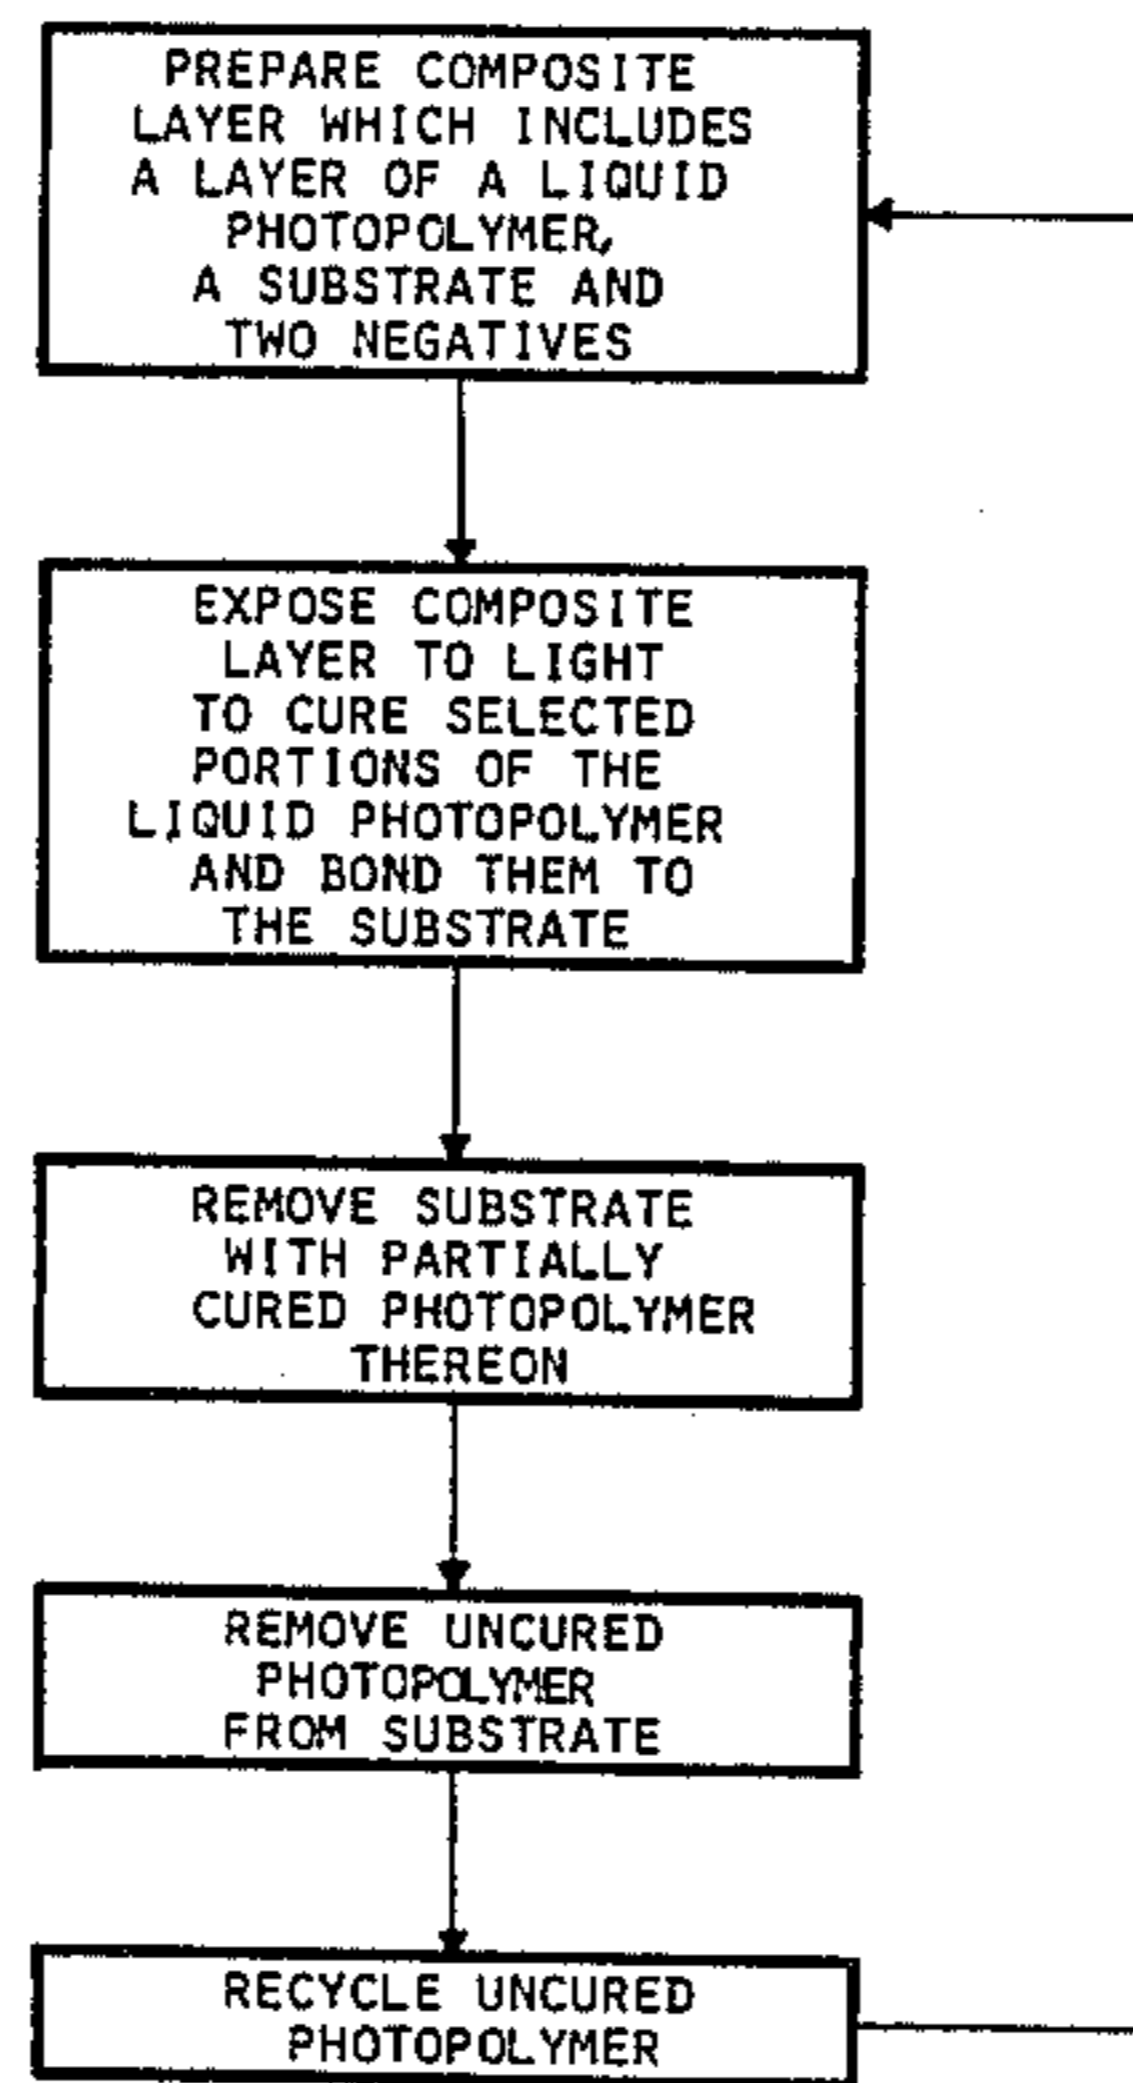 PREPARE COMPOSITE
LAYER WHICH INCLUDES
A LAYER OF A LIQUID
PHOTOPOLYMER,
A SUBSTRATE AND
TWO NEGATIVES
EXPOSE COMPOSITE
LAYER TO LIGHT
TO CURE SELECTED
PORTIONS OF THE
LIQUID PHOTOPOLYMER
AND BOND THEM TO
THE SUBSTRATE
REMOVE SUBSTRATE
WITH PARTIALLY
CURED PHOTOPOLYMER
THEREON
REMOVE UNCURED
PHOTOPOLYMER
FROM SUBSTRATE
RECYCLE UNCURED
PHOTOPOLYMER